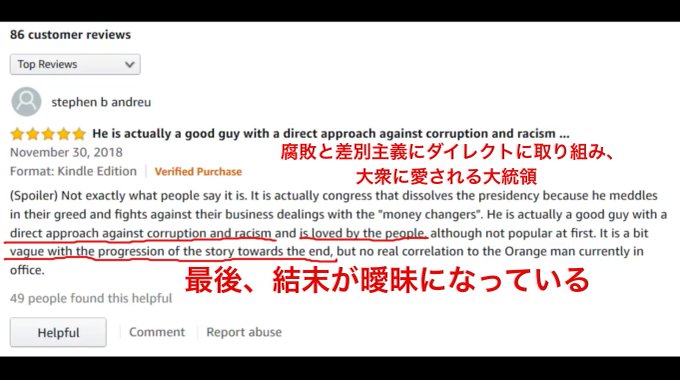 86 customer reviews
Top Reviews
stephen b andreu
He is actually a good guy with a direct approach against corruption and racism ...
November 30, 2018
腐敗と差別主義にダイレクトに取り組み、
大衆に愛される大統領
Format: Kindle Edition Verified Purchase
(Spoiler) Not exactly what people say it is. It is actually congress that dissolves the presidency because he meddles
in their greed and fights against their business dealings with the "money changers". He is actually a good guy with a
direct approach against corruption and racism and is loved by the people, although not popular at first. It is a bit
vague with the progression of the story towards the end, but no real correlation to the Orange man currently in
office.
最後、結末が曖昧になっている
49 people found this helpful
Helpful Comment Report abuse